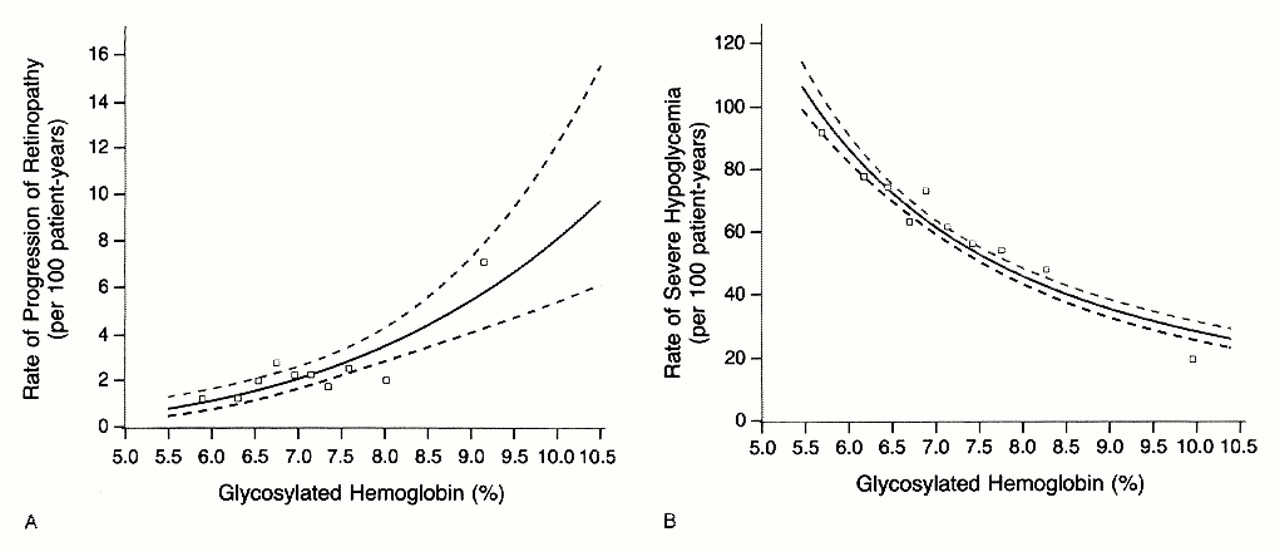 Rate of Progression of Retinopathy
(per 100 patient-years)
16
14
12
10
8
6
4
2
0
5.0 5.5 6.0 6.5 7.0 7.5 8.0 8.5 9.0 9.5 10.0 10.5
Glycosylated Hemoglobin (%)
A
Rate of Severe Hypoglycemia
(per 100 patient-years)
120
100
80
60
40
20
0
5.0 5.5 6.0 6.5 7.0 7.5 8.0 8.5 9.0 9.5 10.0 10.5
Glycosylated Hemoglobin (%)
B